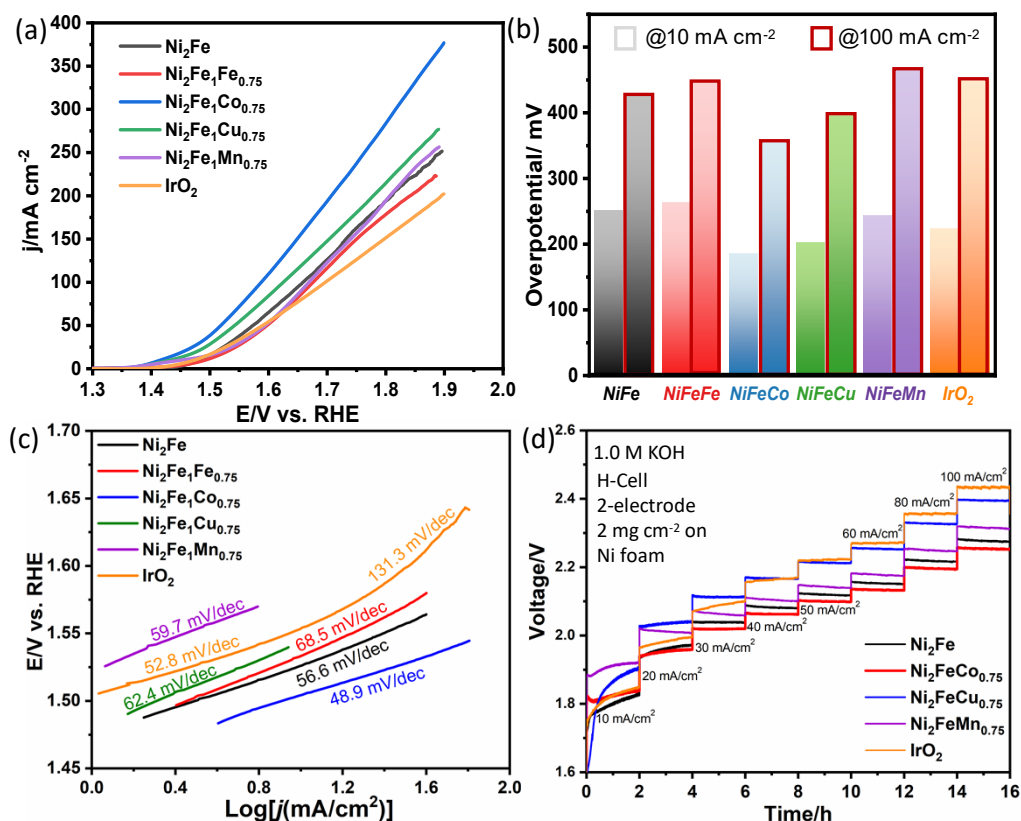 (a)
400
350
300
250
200
150
100
50
0
j/mA cm⁻²
Ni₂Fe
Ni₂Fe₁Fe₀.₇₅
Ni₂Fe₁Co₀.₇₅
Ni₂Fe₁Cu₀.₇₅
Ni₂Fe₁Mn₀.₇₅
IrO₂
1.3 1.4 1.5 1.6 1.7 1.8 1.9 2.0
E/V vs. RHE
(b)
@10 mA cm⁻² @100 mA cm⁻²
500
400
300
200
100
0
Overpotential/ mV
NiFe NiFeFe NiFeCo NiFeCu NiFeMn IrO₂
(c)
1.70
1.65
1.60
1.55
1.50
1.45
E/V vs. RHE
Ni₂Fe
Ni₂Fe₁Fe₀.₇₅
Ni₂Fe₁Co₀.₇₅
Ni₂Fe₁Cu₀.₇₅
Ni₂Fe₁Mn₀.₇₅
IrO₂
131.3 mV/dec
59.7 mV/dec
52.8 mV/dec
68.5 mV/dec
62.4 mV/dec
56.6 mV/dec
48.9 mV/dec
0.0 0.4 0.8 1.2 1.6 2.0
Log[j(mA/cm²)]
(d)
2.6
2.4
2.2
2.0
1.8
1.6
Voltage/V
1.0 M KOH
H-Cell
2-electrode
2 mg cm⁻² on
Ni foam
10 mA/cm²
20 mA/cm²
30 mA/cm²
40 mA/cm²
50 mA/cm²
60 mA/cm²
80 mA/cm²
100 mA/cm²
Ni₂Fe
Ni₂FeCo₀.₇₅
Ni₂FeCu₀.₇₅
Ni₂FeMn₀.₇₅
IrO₂
0 2 4 6 8 10 12 14 16
Time/h